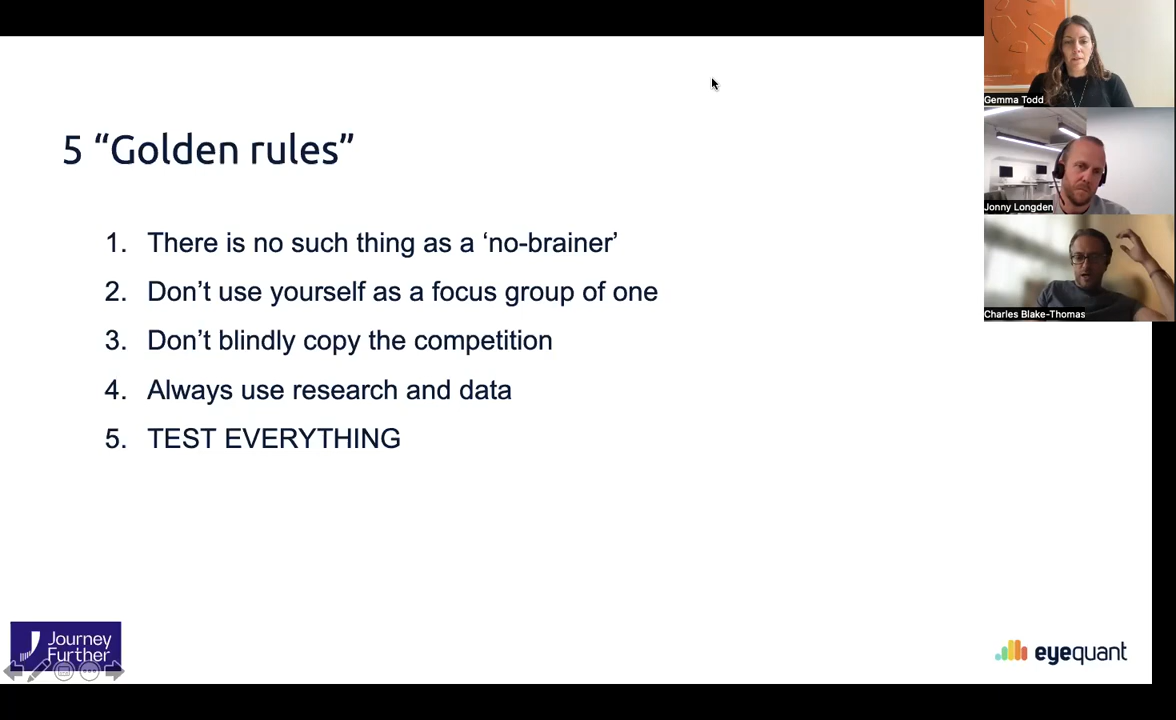 5 “Golden rules”
1. There is no such thing as a ‘no-brainer’
2. Don’t use yourself as a focus group of one
3. Don’t blindly copy the competition
4. Always use research and data
5. TEST EVERYTHING
Gemma Todd
Jonny Longden
Charles Blake-Thomas
Journey
Further
eyequant